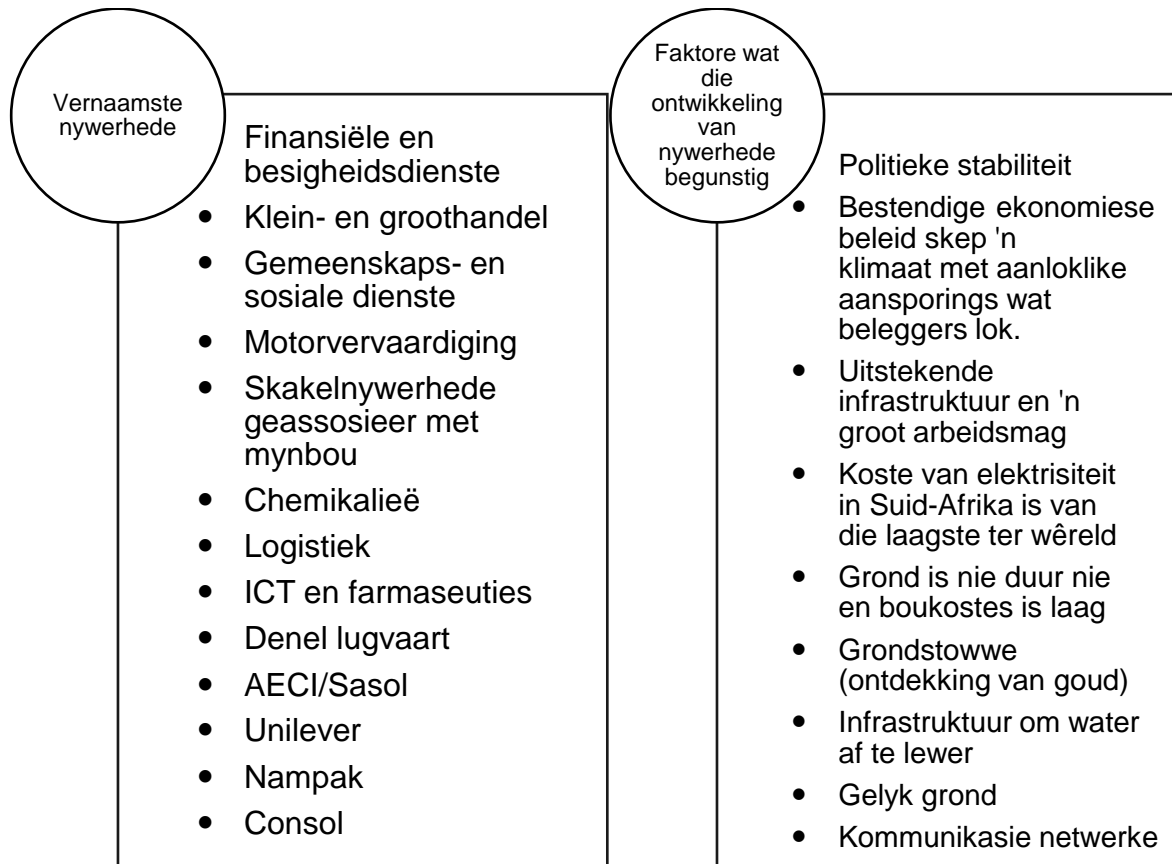 Vernaamste
nywerhede
Finansiële en
besigheidsdienste
• Klein- en groothandel
• Gemeenskaps- en
sosiale dienste
• Motorvervaardiging
• Skakelnywerhede
geassosieer met
mynbou
• Chemikalieë
• Logistiek
• ICT en farmaseuties
• Denel lugvaart
• AECI/Sasol
• Unilever
• Nampak
• Consol
Faktore wat
die
ontwikkeling
van
nywerhede
begunstig
Politieke stabiliteit
• Bestendige ekonomiese
beleid skep 'n
klimaat met aanloklike
aansporings wat
beleggers lok.
• Uitstekende
infrastruktuur en 'n
groot arbeidsmag
• Koste van elektrisiteit
in Suid-Afrika is van
die laagste ter wêreld
• Grond is nie duur nie
en boukostes is laag
• Grondstowwe
(ontdekking van goud)
• Infrastruktuur om water
af te lewer
• Gelyk grond
• Kommunikasie netwerke